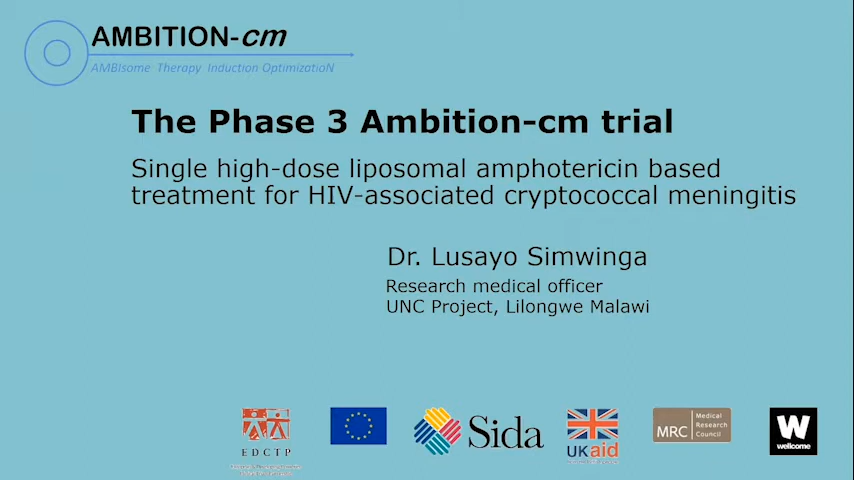 AMBITION-cm
AMBIsome Therapy Induction OptimizatioN
The Phase 3 Ambition-cm trial
Single high-dose liposomal amphotericin based
treatment for HIV-associated cryptococcal meningitis
Dr. Lusayo Simwinga
Research medical officer
UNC Project, Lilongwe Malawi
EDCTP
Sida
UKaid
MRC
Medical
Research
Council
W
wellcome